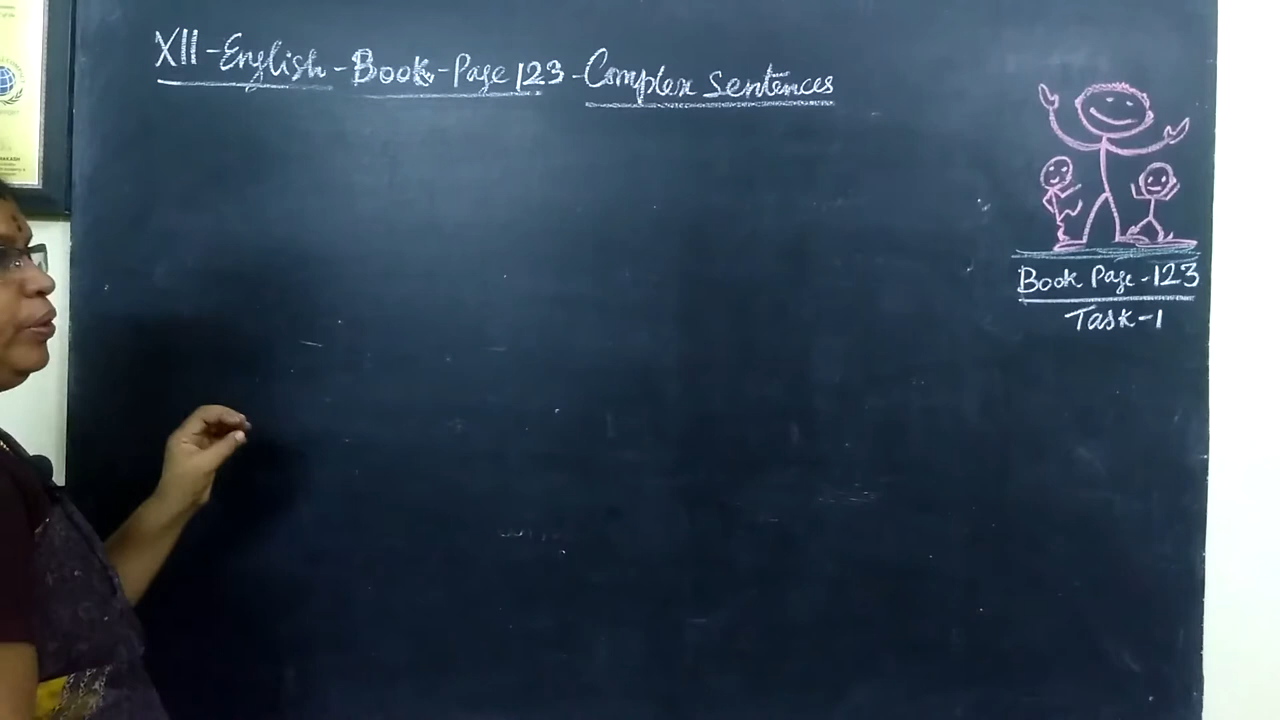 XII - English - Book - Page 123 - Complex Sentences
Book Page - 123
Task - 1